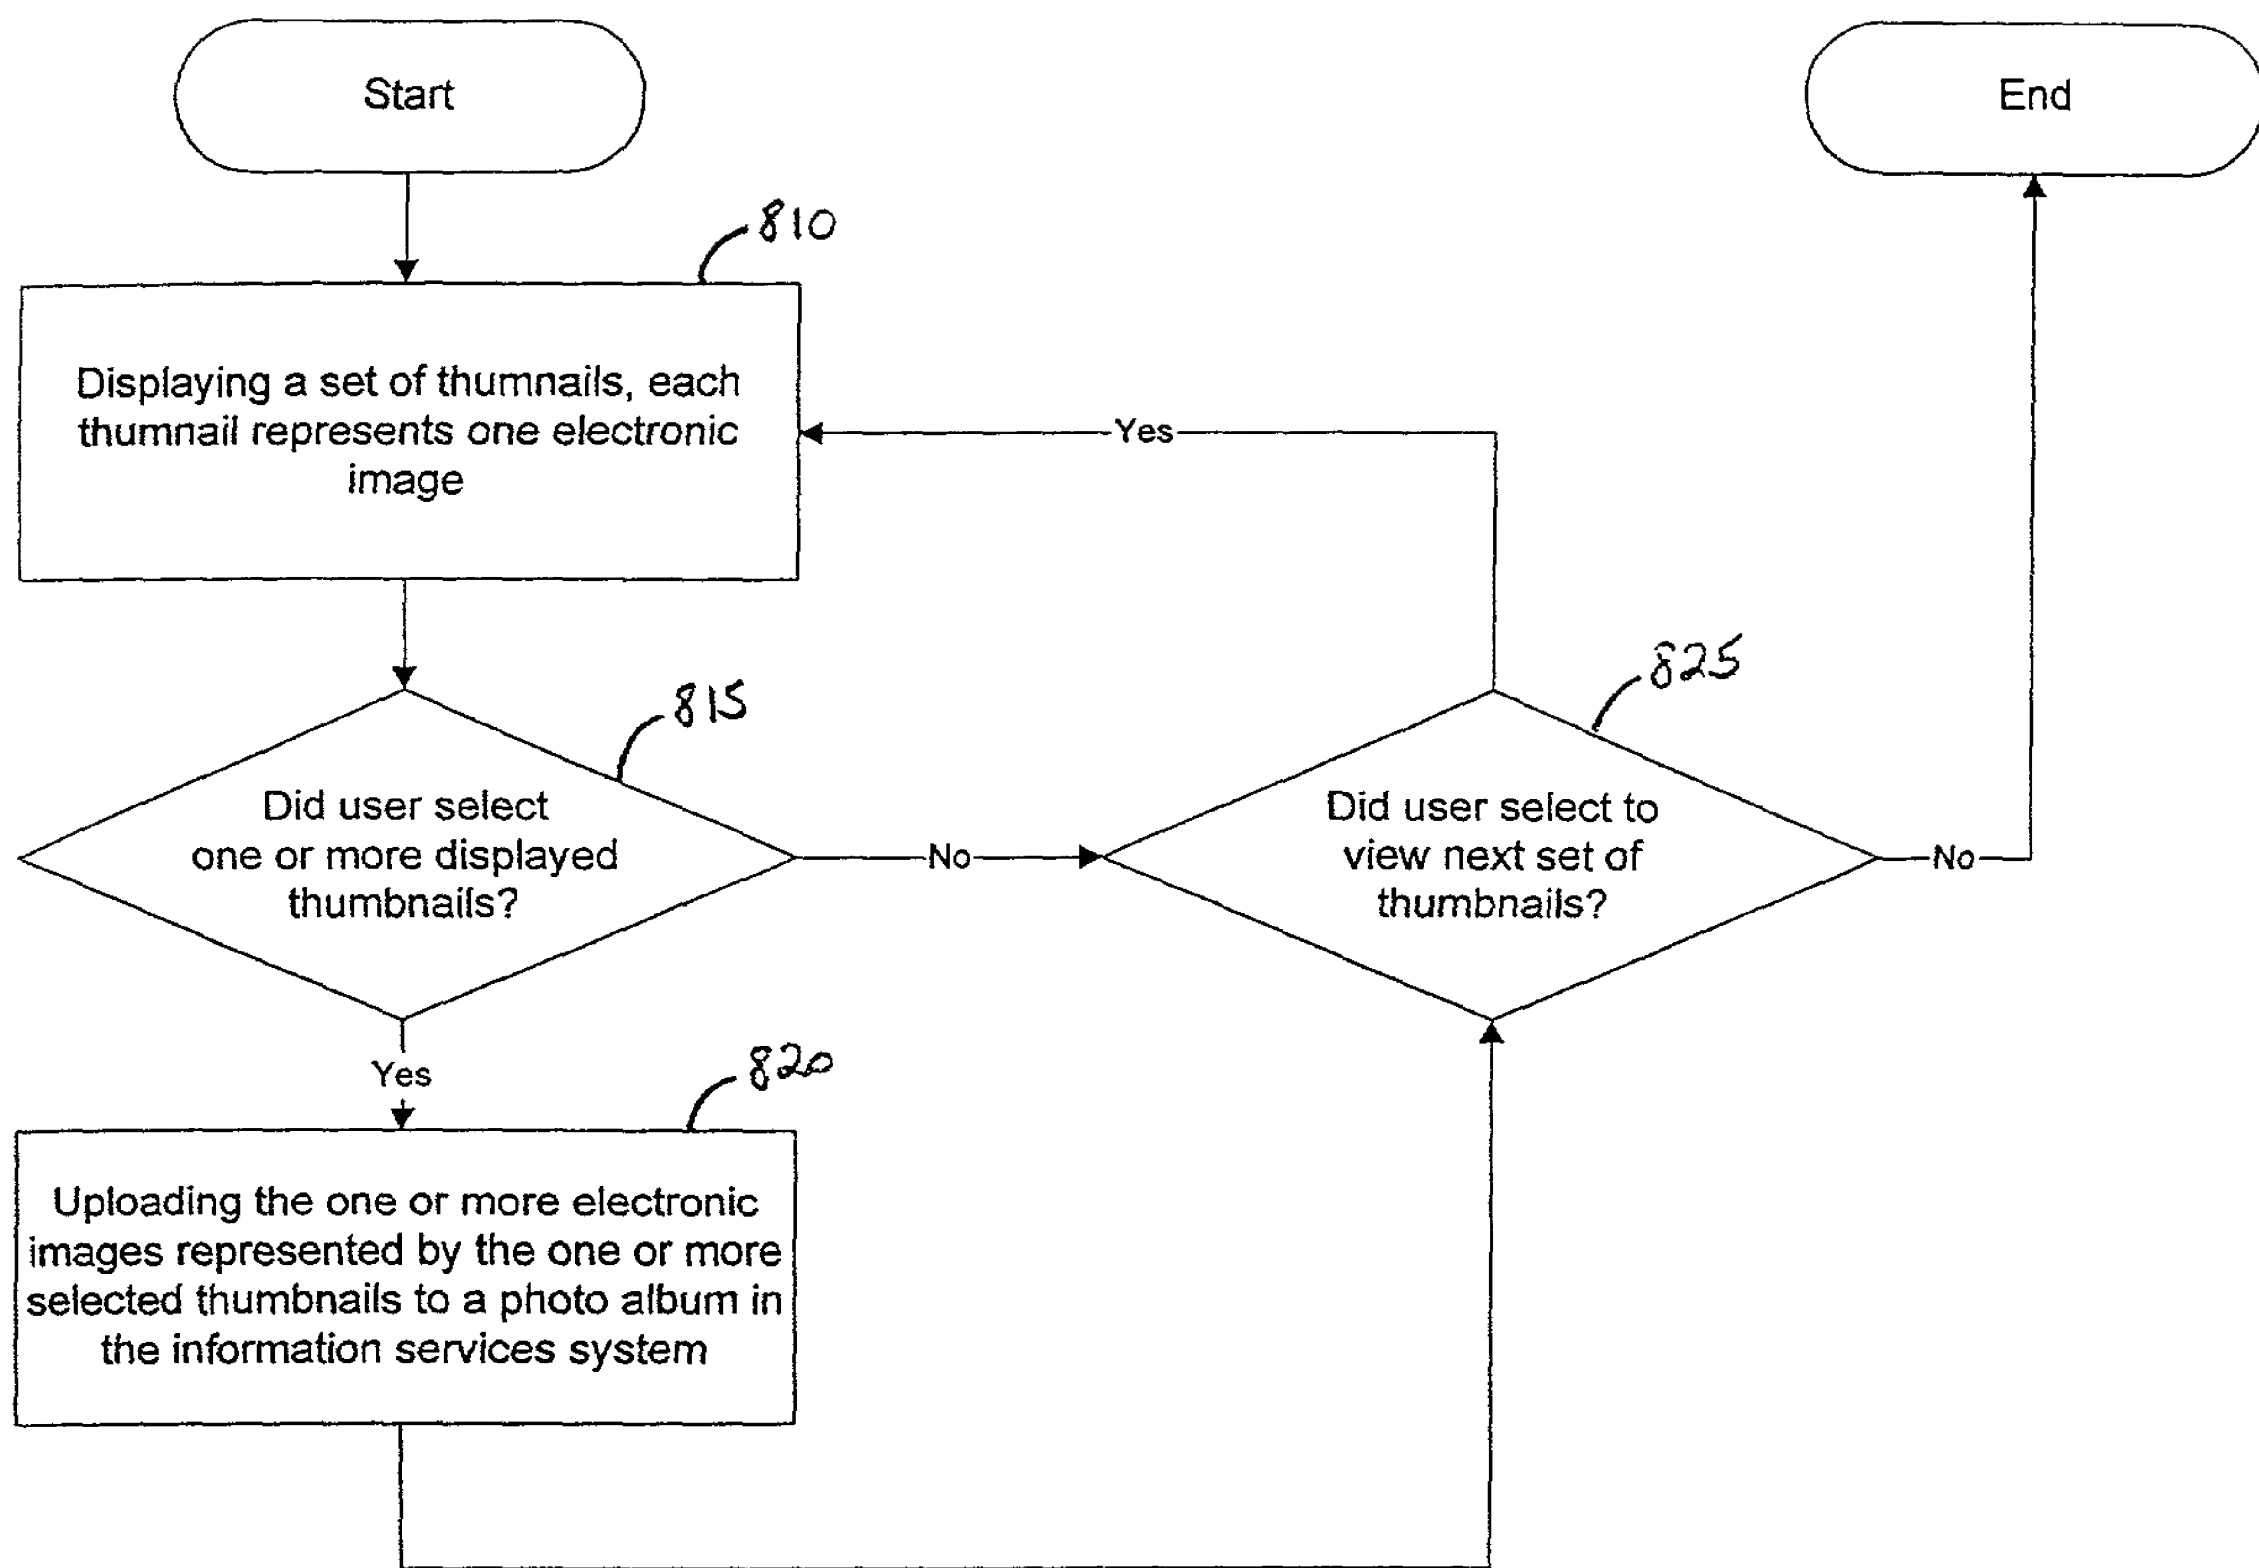 Start
End
810
Displaying a set of thumnails, each
thumnail represents one electronic
image
Yes
815
825
Did user select
one or more displayed
thumbnails?
No
Did user select to
view next set of
thumbnails?
No
Yes
820
Uploading the one or more electronic
images represented by the one or more
selected thumbnails to a photo album in
the information services system